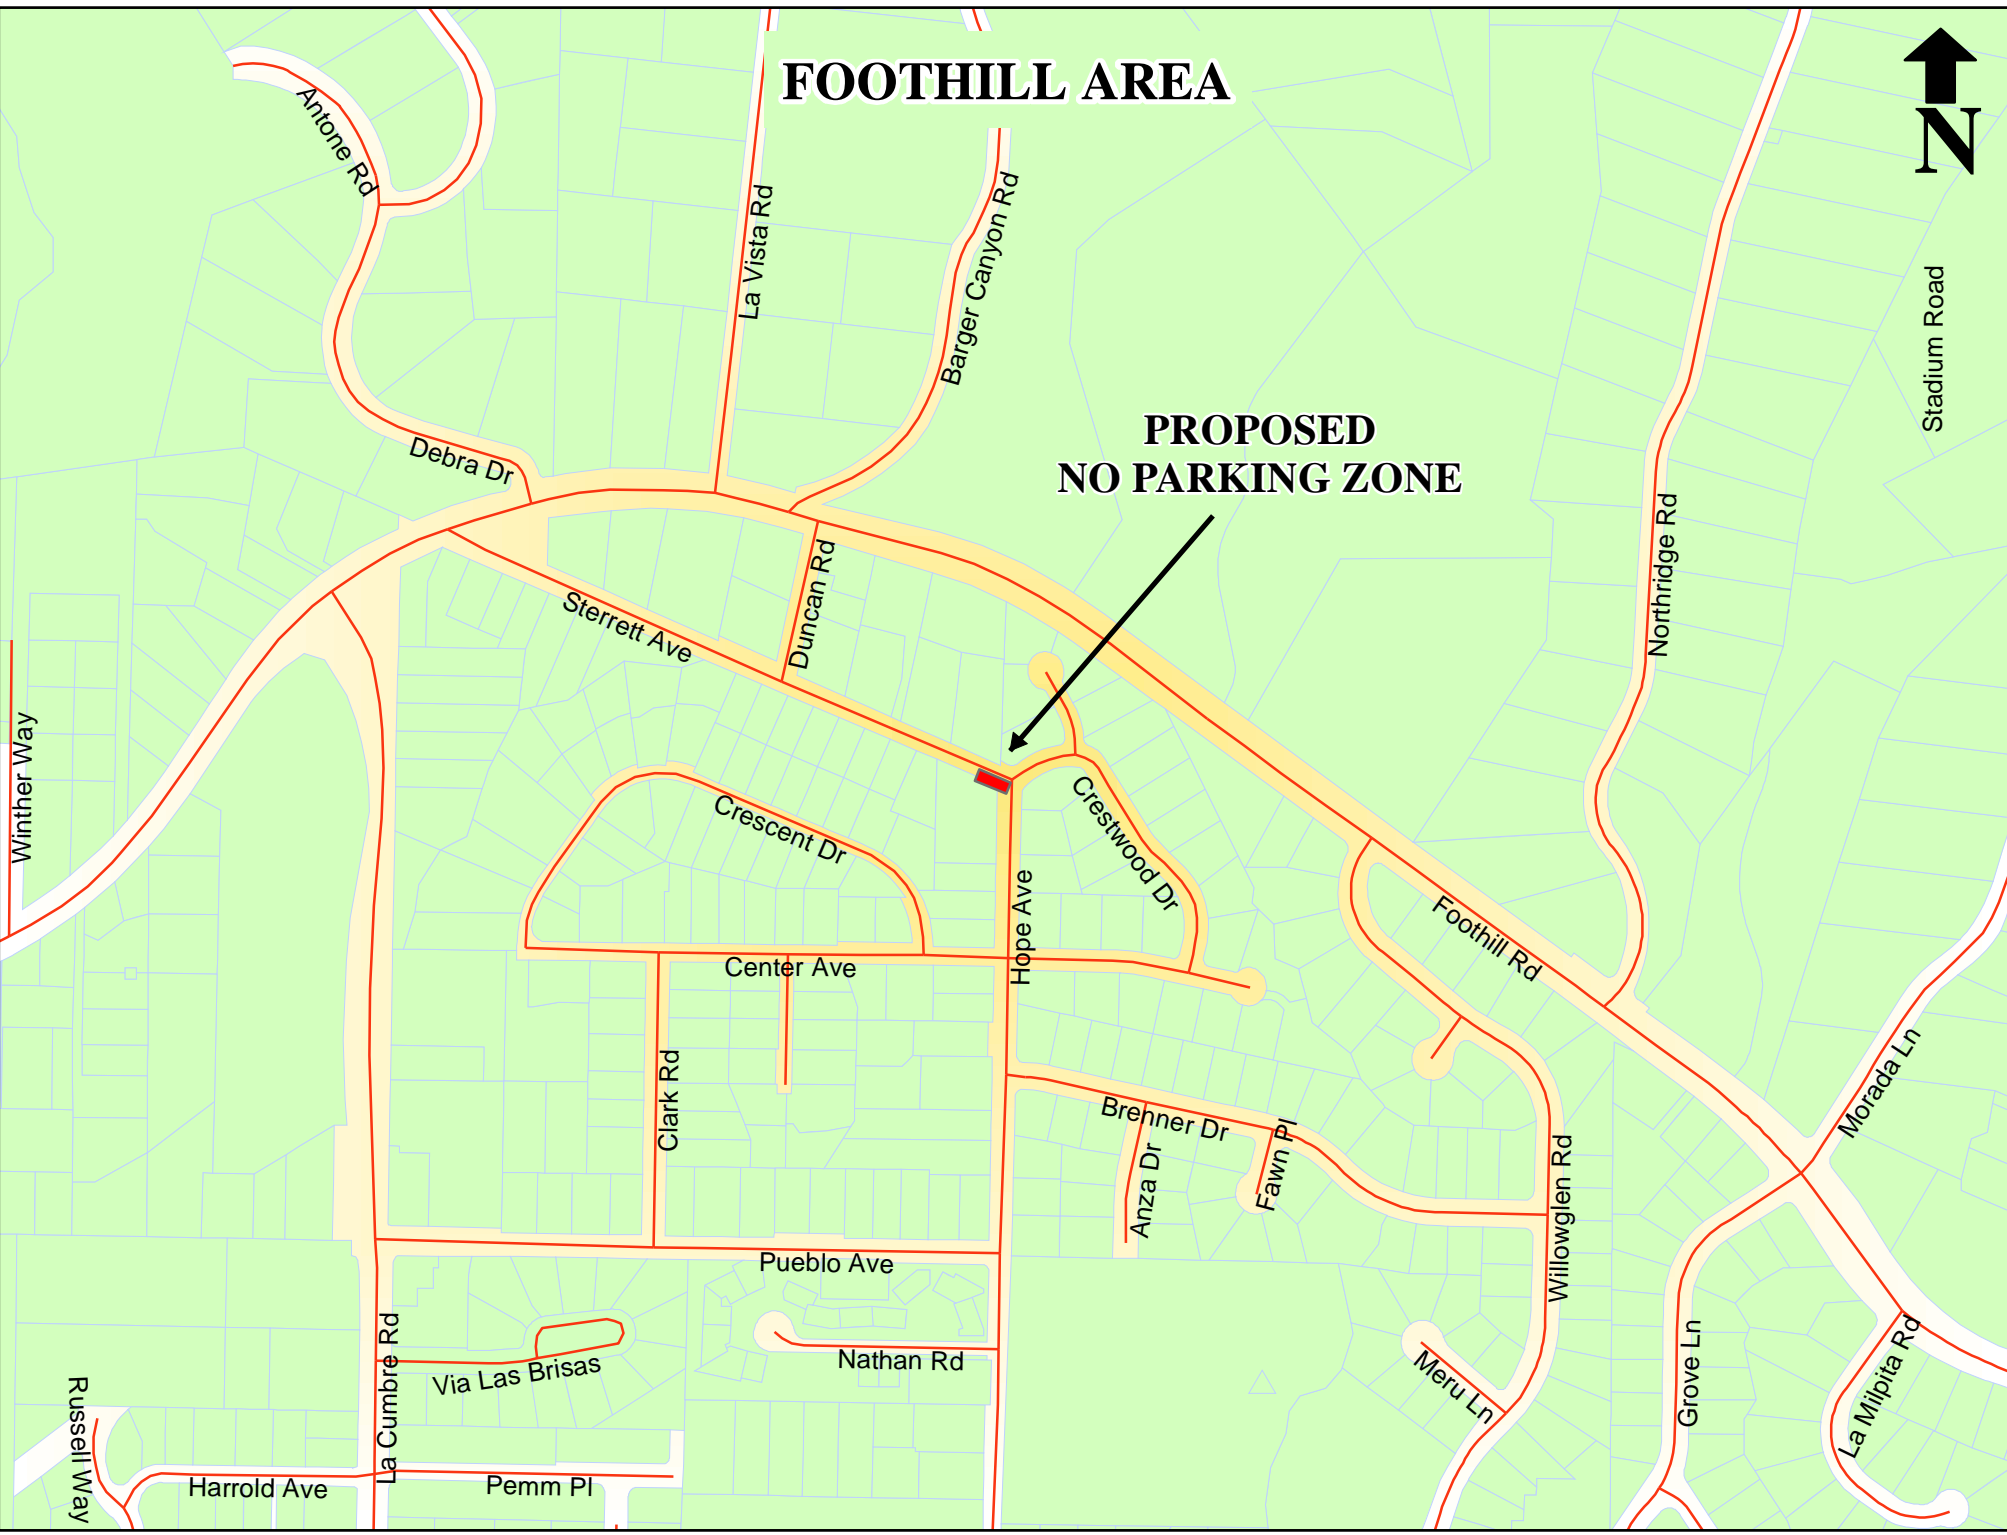 FOOTHILL AREA
N
Antone Rd
La Vista Rd
Barger Canyon Rd
Stadium Road
Debra Dr
PROPOSED
NO PARKING ZONE
Northridge Rd
Duncan Rd
Sterrett Ave
Winther Way
Crescent Dr
Crestwood Dr
Hope Ave
Foothill Rd
Center Ave
Clark Rd
Morada Ln
Brenner Dr
Anza Dr
Fawn Pl
Willowglen Rd
Pueblo Ave
La Cumbre Rd
Via Las Brisas
Nathan Rd
Meru Ln
Grove Ln
La Milpita Rd
Russell Way
Harrold Ave
Pemm Pl